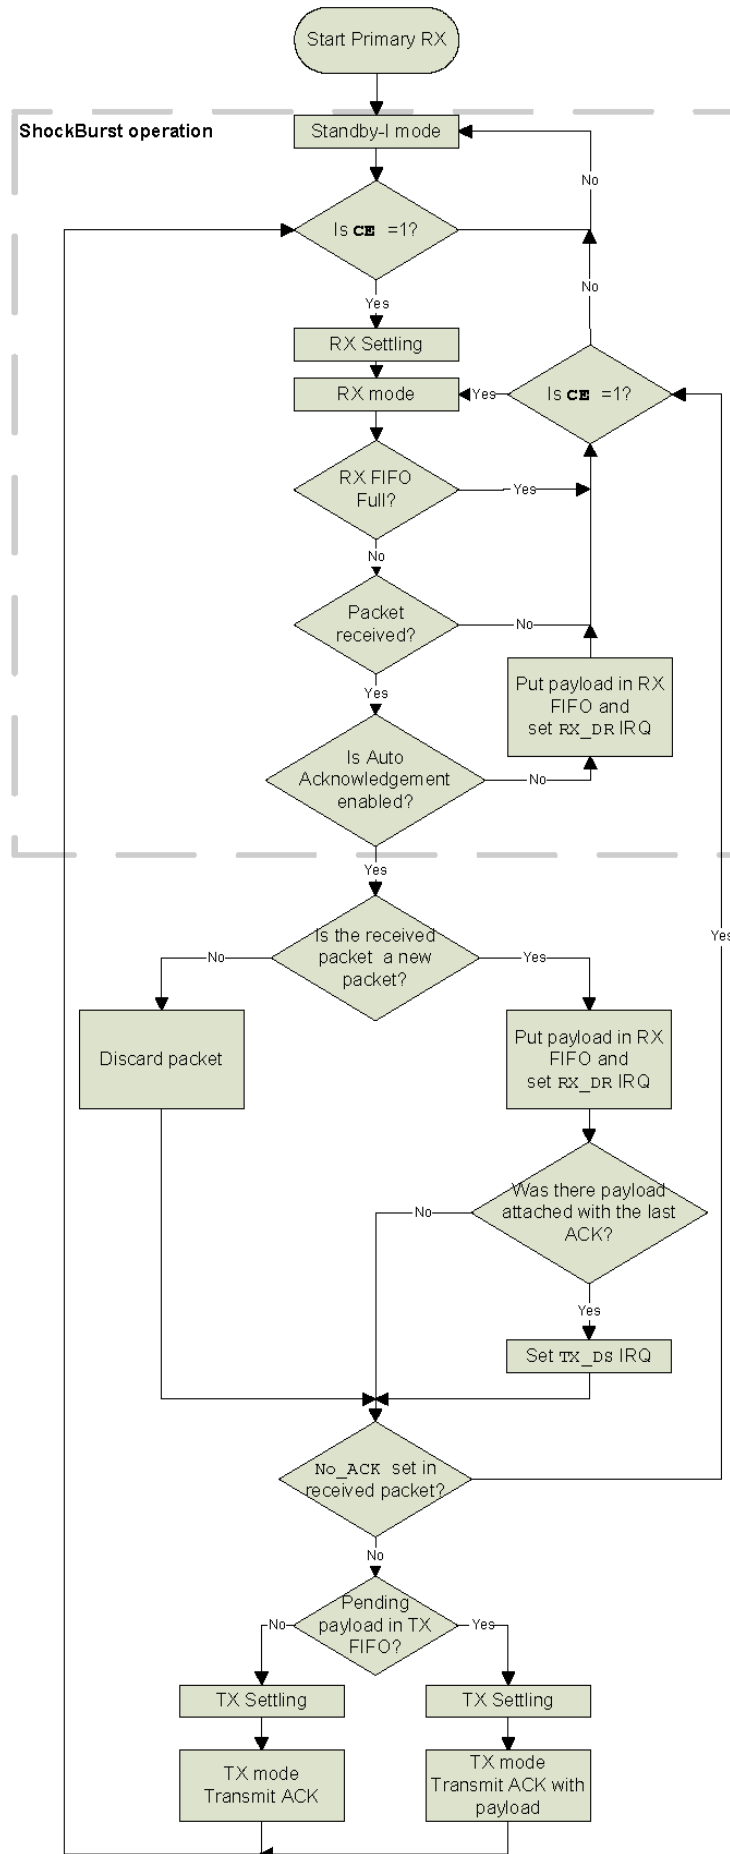 Start Primary RX
ShockBurst operation
Standby-I mode
No
Is CE =1?
No
Yes
RX Settling
RX mode
Yes
Is CE =1?
RX FIFO
Full?
Yes
No
Packet
received?
No
Put payload in RX
FIFO and
set RX_DR IRQ
Yes
Is Auto
Acknowledgement
enabled?
No
Yes
Is the received
packet a new
packet?
No
Yes
Yes
Discard packet
Put payload in RX
FIFO and
set RX_DR IRQ
Was there payload
attached with the last
ACK?
No
Yes
Set TX_DS IRQ
No_ACK set in
received packet?
No
Pending
payload in TX
FIFO?
No
Yes
TX Settling
TX Settling
TX mode
Transmit ACK
TX mode
Transmit ACK with
payload